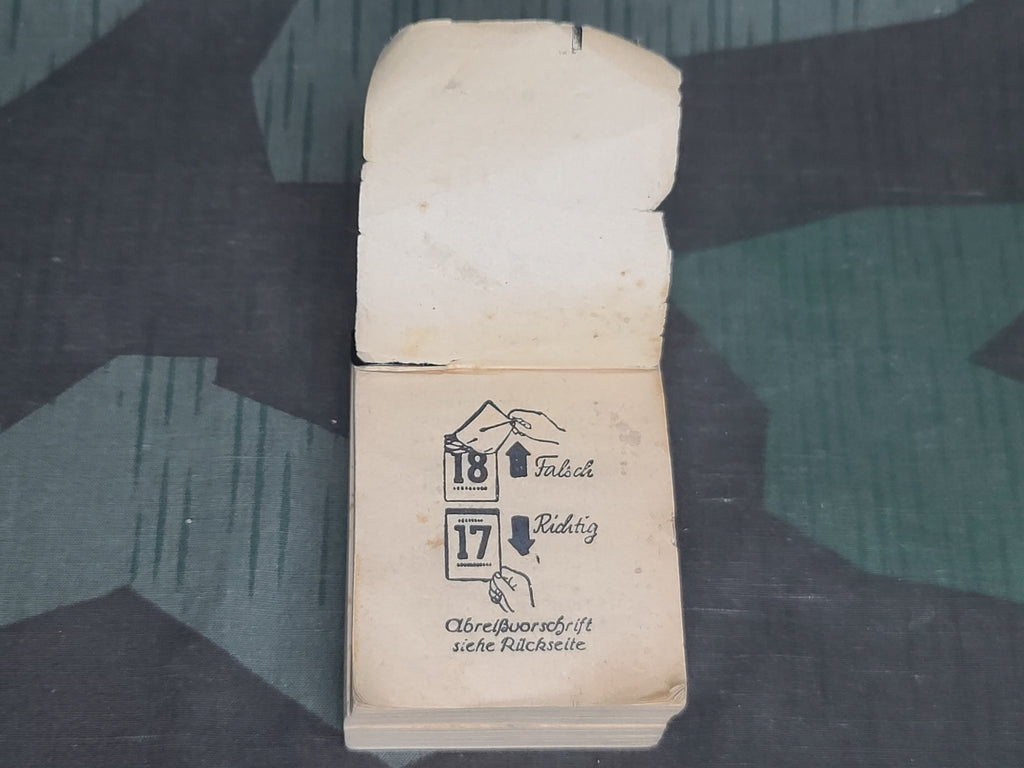 18
Falsch
17
Richtig
Abreißvorschrift
siehe Rückseite